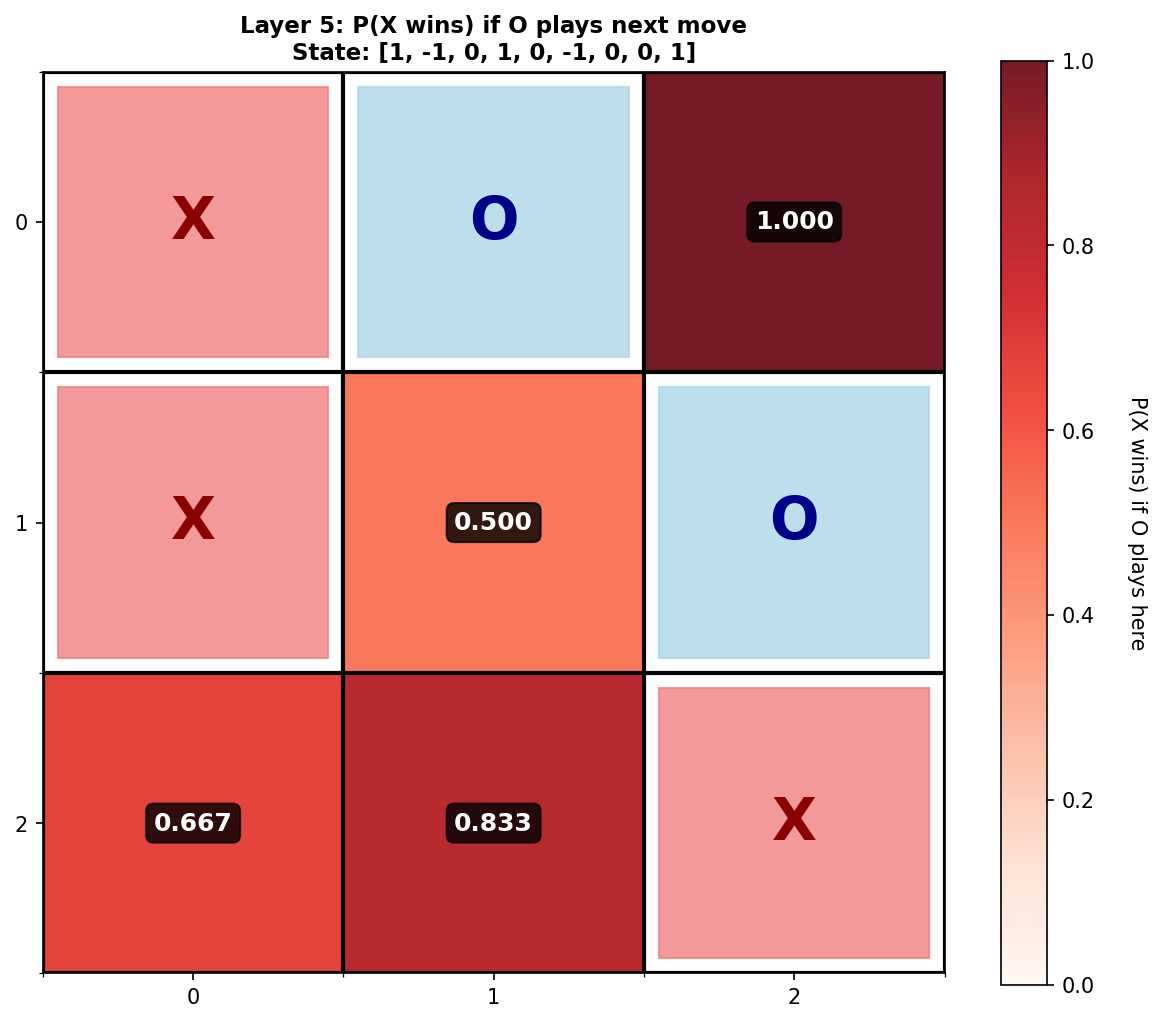 Layer 5: P(X wins) if O plays next move
State: [1, -1, 0, 1, 0, -1, 0, 0, 1]
0
X
O
1.000
1
X
0.500
O
2
0.667
0.833
X
0
1
2
1.0
0.8
0.6
0.4
0.2
0.0
P(X wins) if O plays here